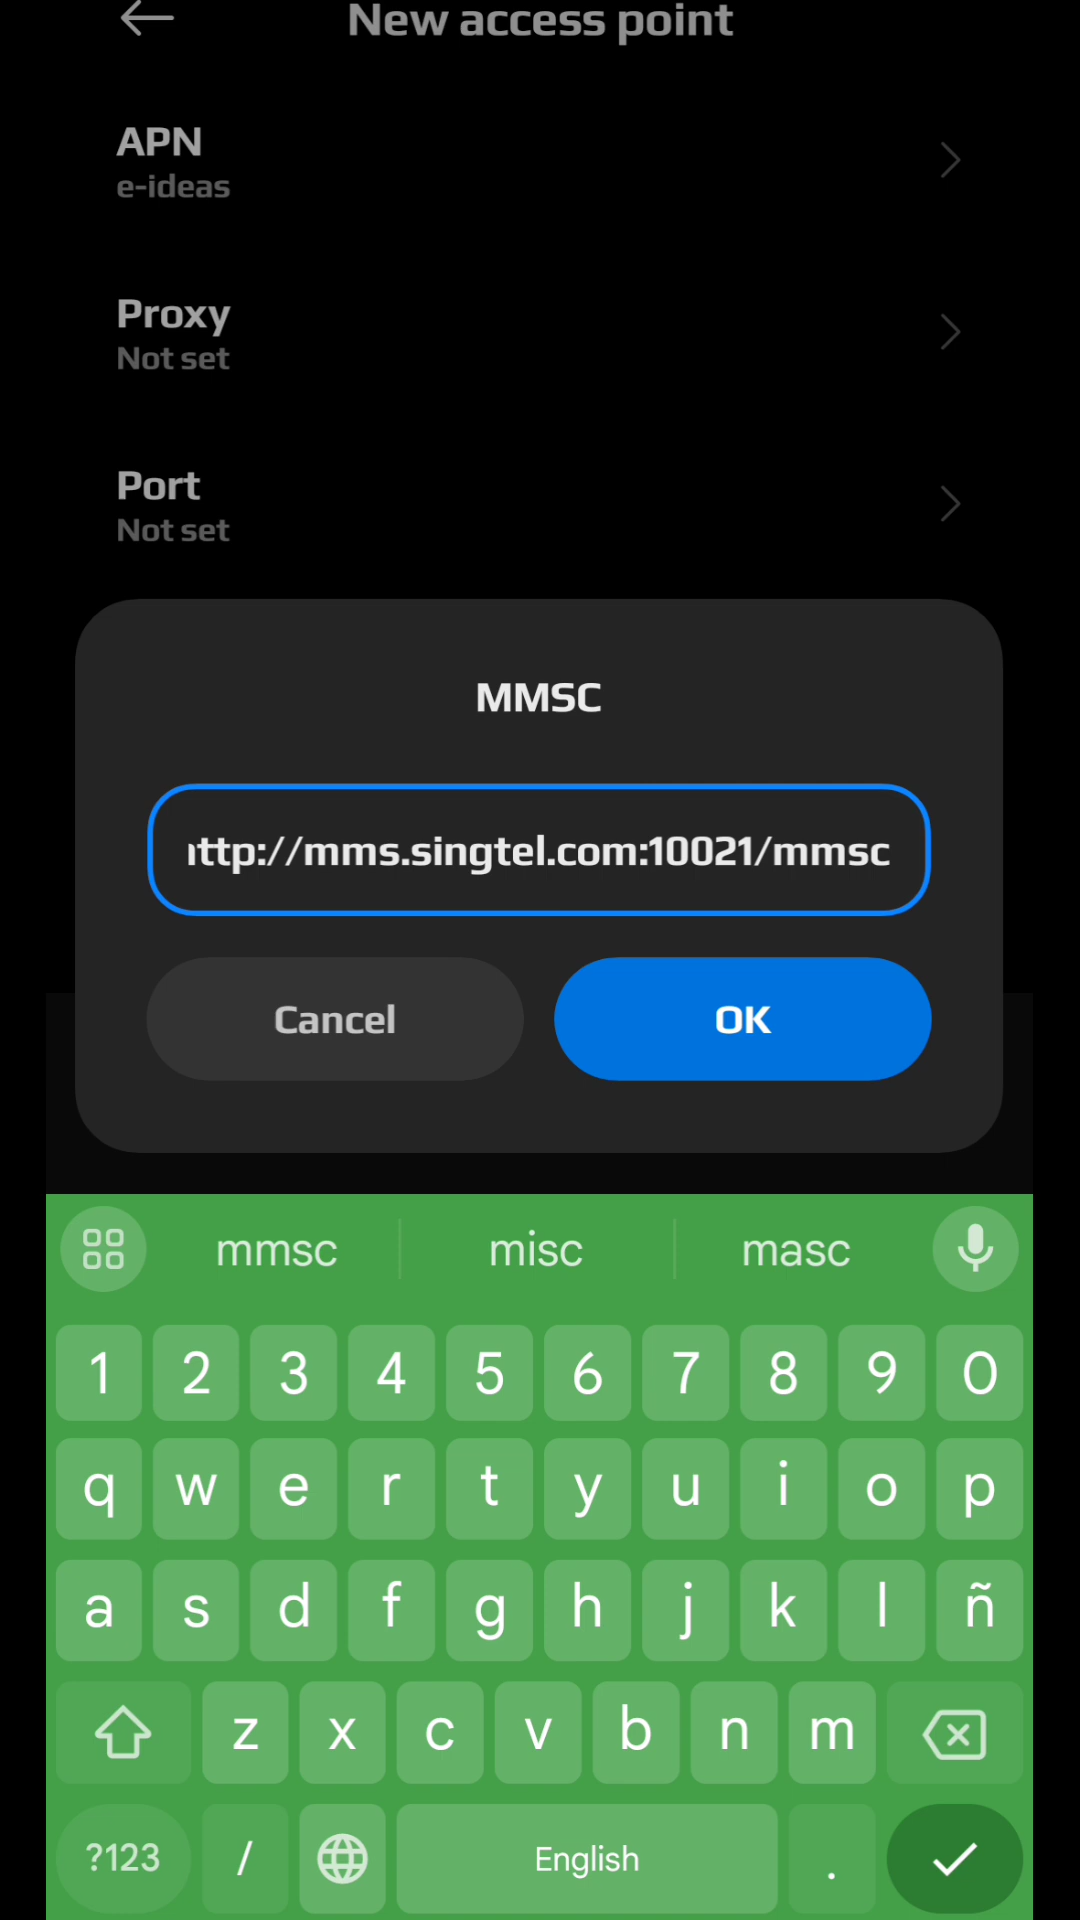 New access point
APN
e-ideas
Proxy
Not set
Port
Not set
MMSC
ttp://mms.singtel.com:10021/mmsc
Cancel OK
mmsc misc masc
1 2 3 4 5 6 7 8 9 0
q w e r t y u i o p
a s d f g h j k l ñ
z x c v b n m
?123 / English .